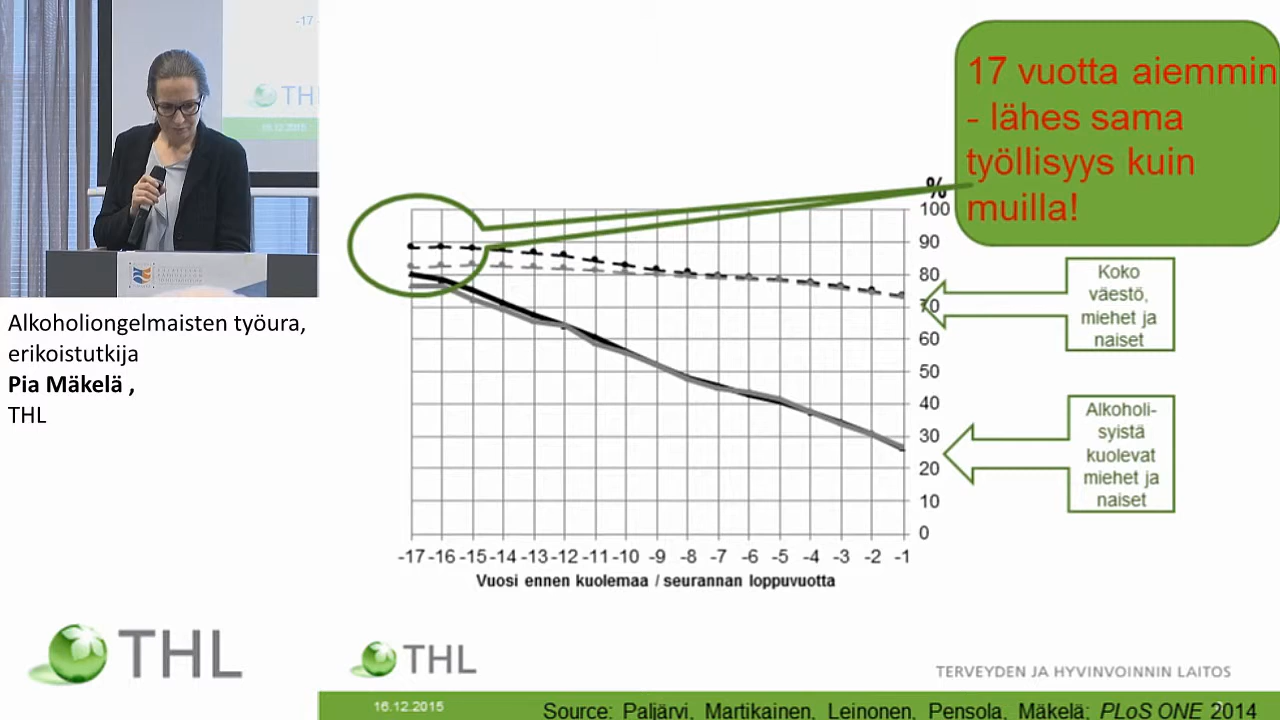 -17
THL
16.12.2015
Alkoholiongelmaisten työura,
erikoistutkija
Pia Mäkelä ,
THL
THL
17 vuotta aiemmin
- lähes sama
työllisyys kuin
muilla!
%
100
90
80
70
60
50
40
30
20
10
0
Koko
väestö,
miehet ja
naiset
Alkoholi-
syistä
kuolevat
miehet ja
naiset
-17 -16 -15 -14 -13 -12 -11 -10 -9 -8 -7 -6 -5 -4 -3 -2 -1
Vuosi ennen kuolemaa / seurannan loppuvuotta
THL
TERVEYDEN JA HYVINVOINNIN LAITOS
16.12.2015
Source: Paljärvi, Martikainen, Leinonen, Pensola, Mäkelä; PLoS ONE 2014